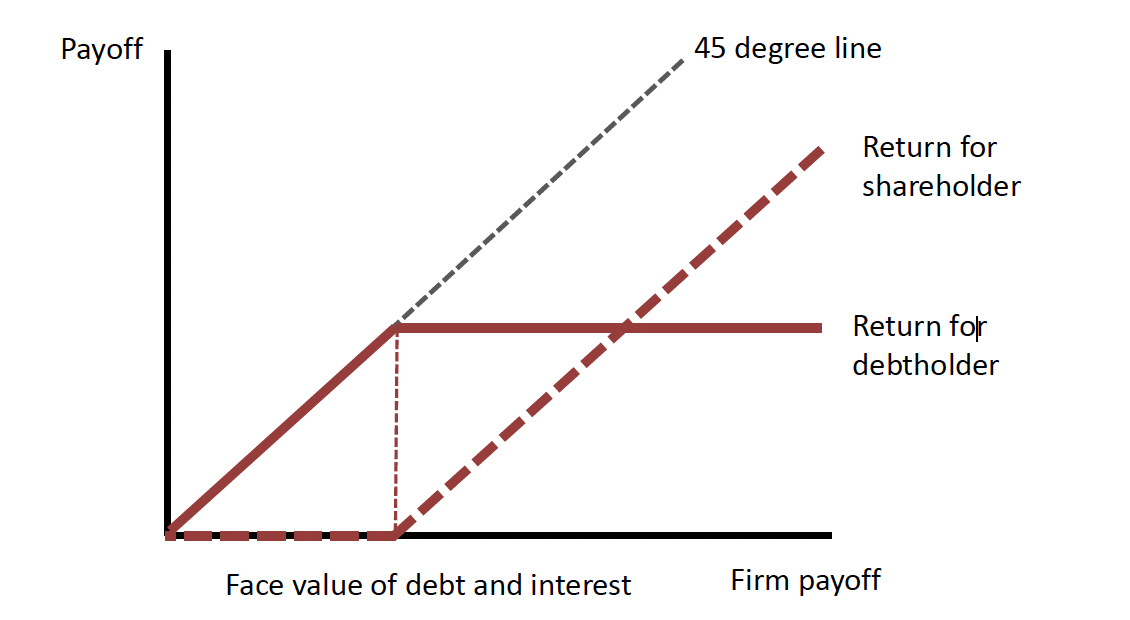 Payoff
45 degree line
Return for
shareholder
Return for
debtholder
Face value of debt and interest
Firm payoff